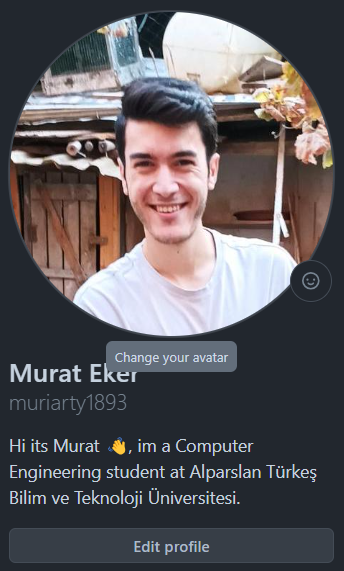 Change your avatar
Murat Eker
muriarty1893
Hi its Murat 👋, im a Computer
Engineering student at Alparslan Türkeş
Bilim ve Teknoloji Üniversitesi.
Edit profile